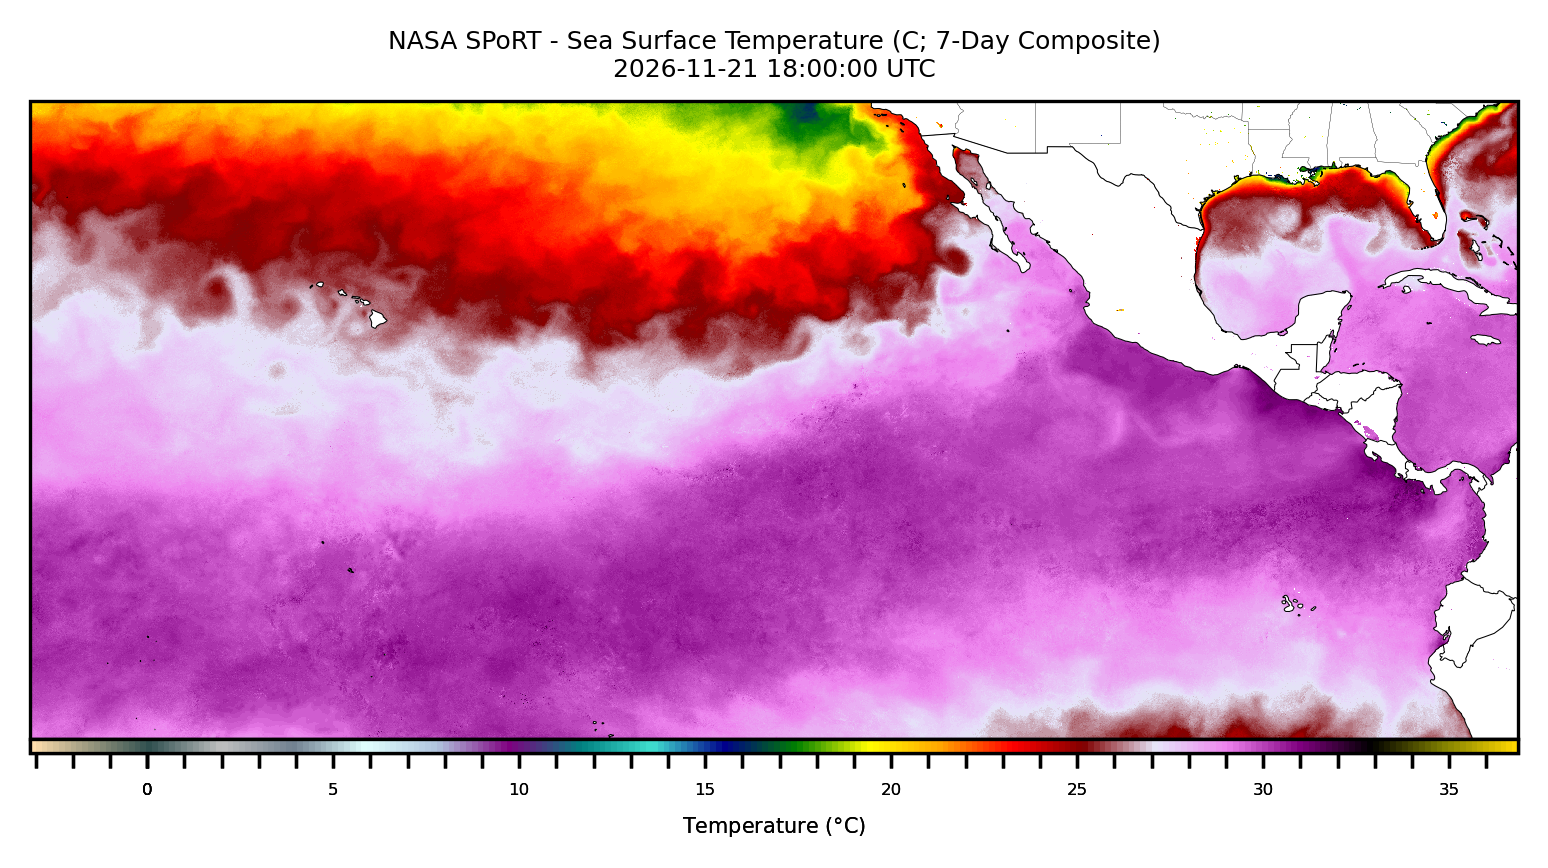 NASA SPoRT - Sea Surface Temperature (C; 7-Day Composite)
2026-11-21 18:00:00 UTC
0 5 10 15 20 25 30 35
Temperature (°C)